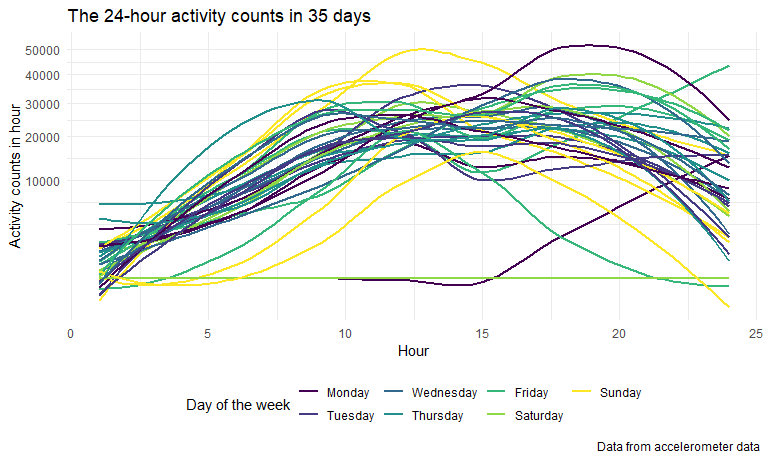 The 24-hour activity counts in 35 days
Activity counts in hour
50000
40000
30000
20000
10000
0 5 10 15 20 25
Hour
Day of the week
Monday Wednesday Friday Sunday
Tuesday Thursday Saturday
Data from accelerometer data